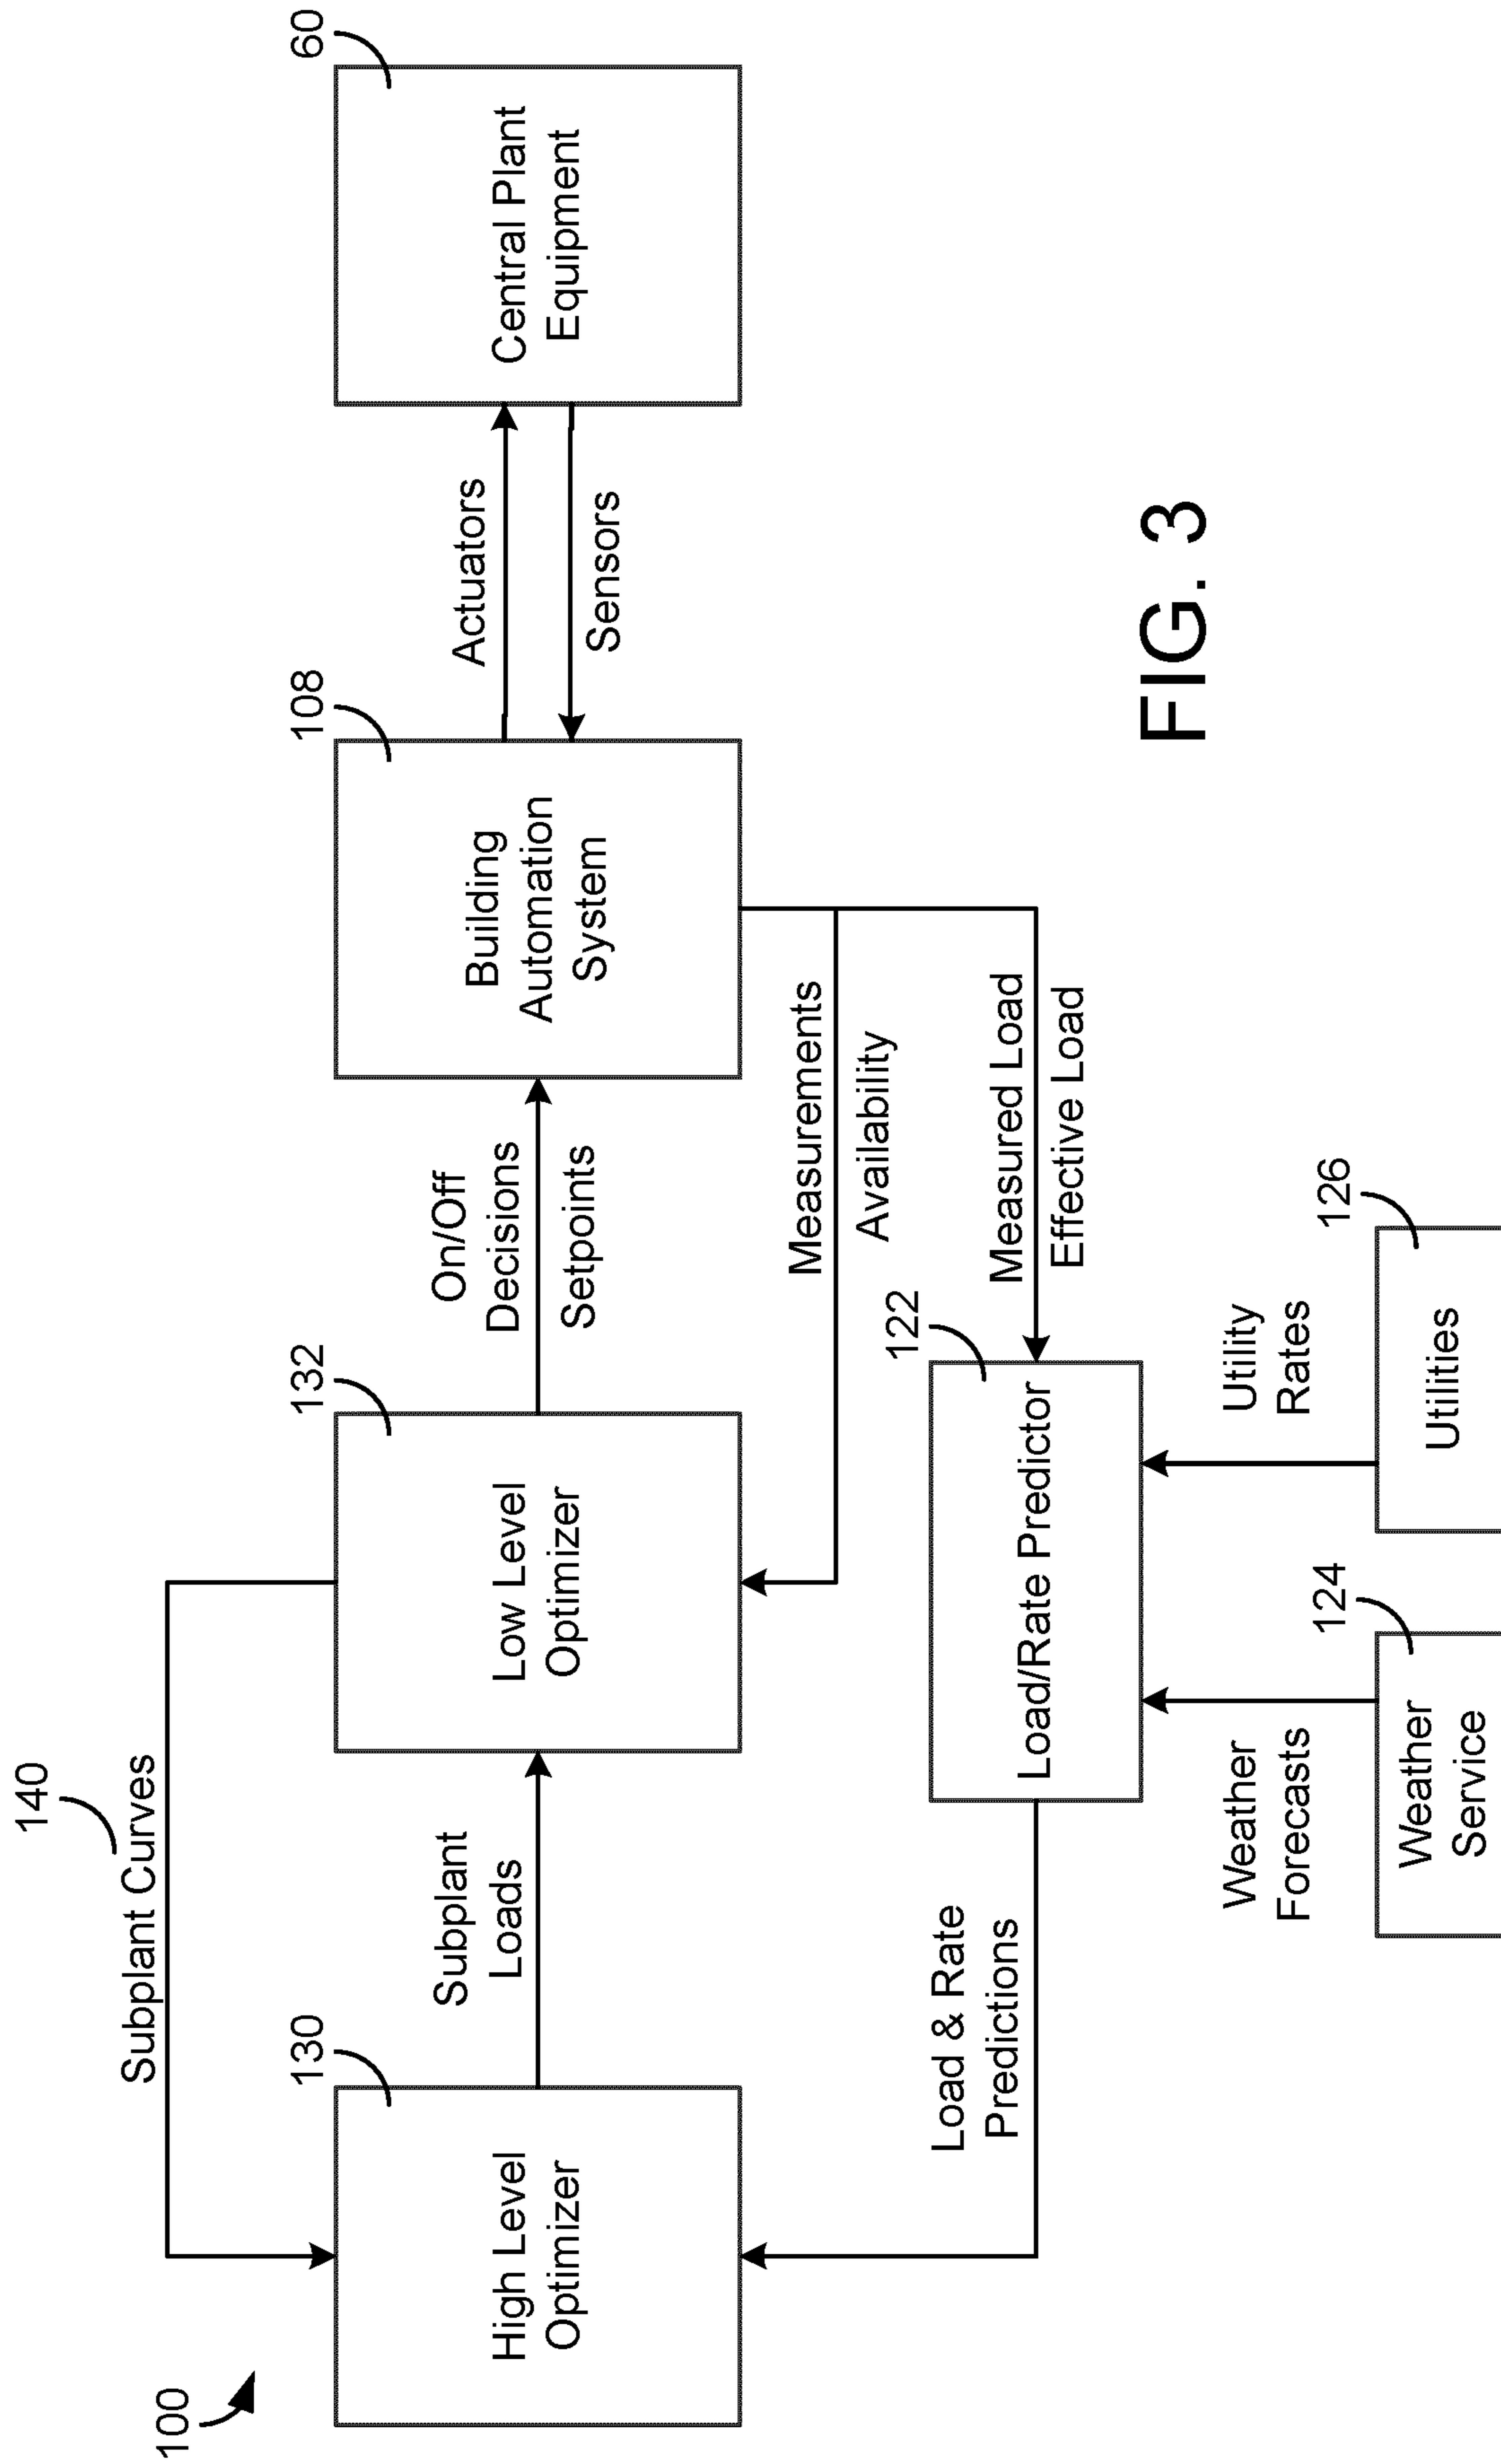 100
140
Subplant Curves
130
High Level
Optimizer
Subplant
Loads
132
Low Level
Optimizer
On/Off
Decisions
Setpoints
108
Building
Automation
System
Actuators
Sensors
60
Central Plant
Equipment
Measurements
Availability
Load & Rate
Predictions
122
Load/Rate Predictor
Measured Load
Effective Load
Weather
Forecasts
124
Weather
Service
Utility
Rates
126
Utilities
FIG. 3